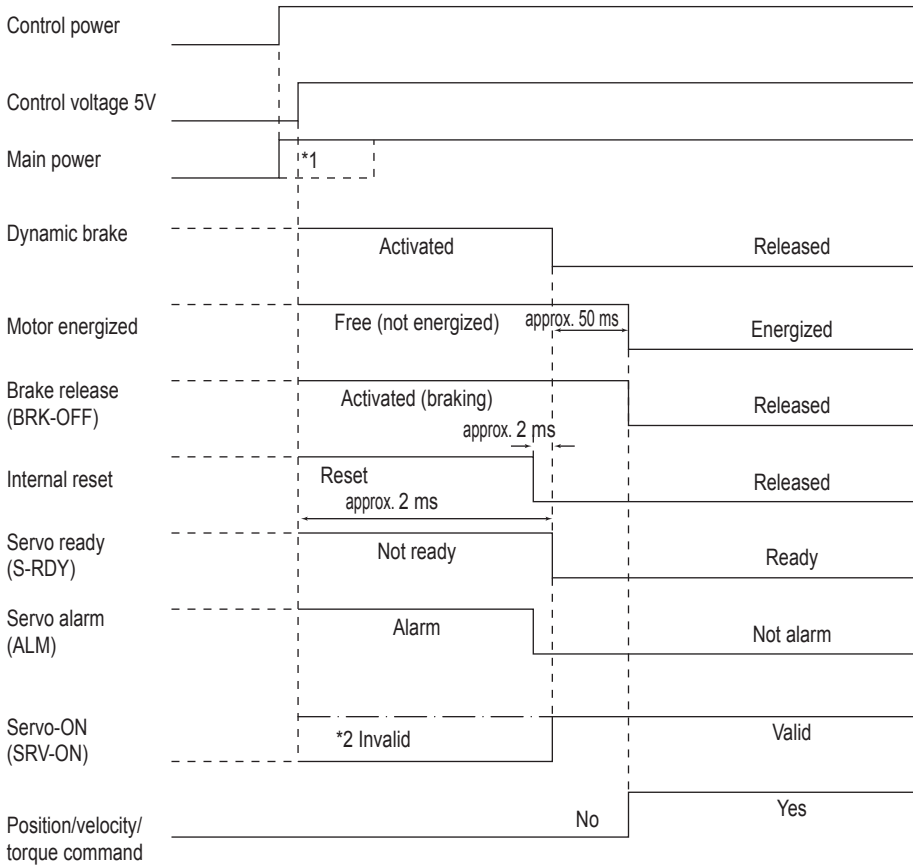 Control power
Control voltage 5V
Main power
*1
Dynamic brake
Activated
Released
Motor energized
Free (not energized)
approx. 50 ms
Energized
Brake release
(BRK-OFF)
Activated (braking)
Released
approx. 2 ms
Internal reset
Reset
Released
approx. 2 ms
Servo ready
(S-RDY)
Not ready
Ready
Servo alarm
(ALM)
Alarm
Not alarm
Servo-ON
(SRV-ON)
*2 Invalid
Valid
Position/velocity/
torque command
No
Yes